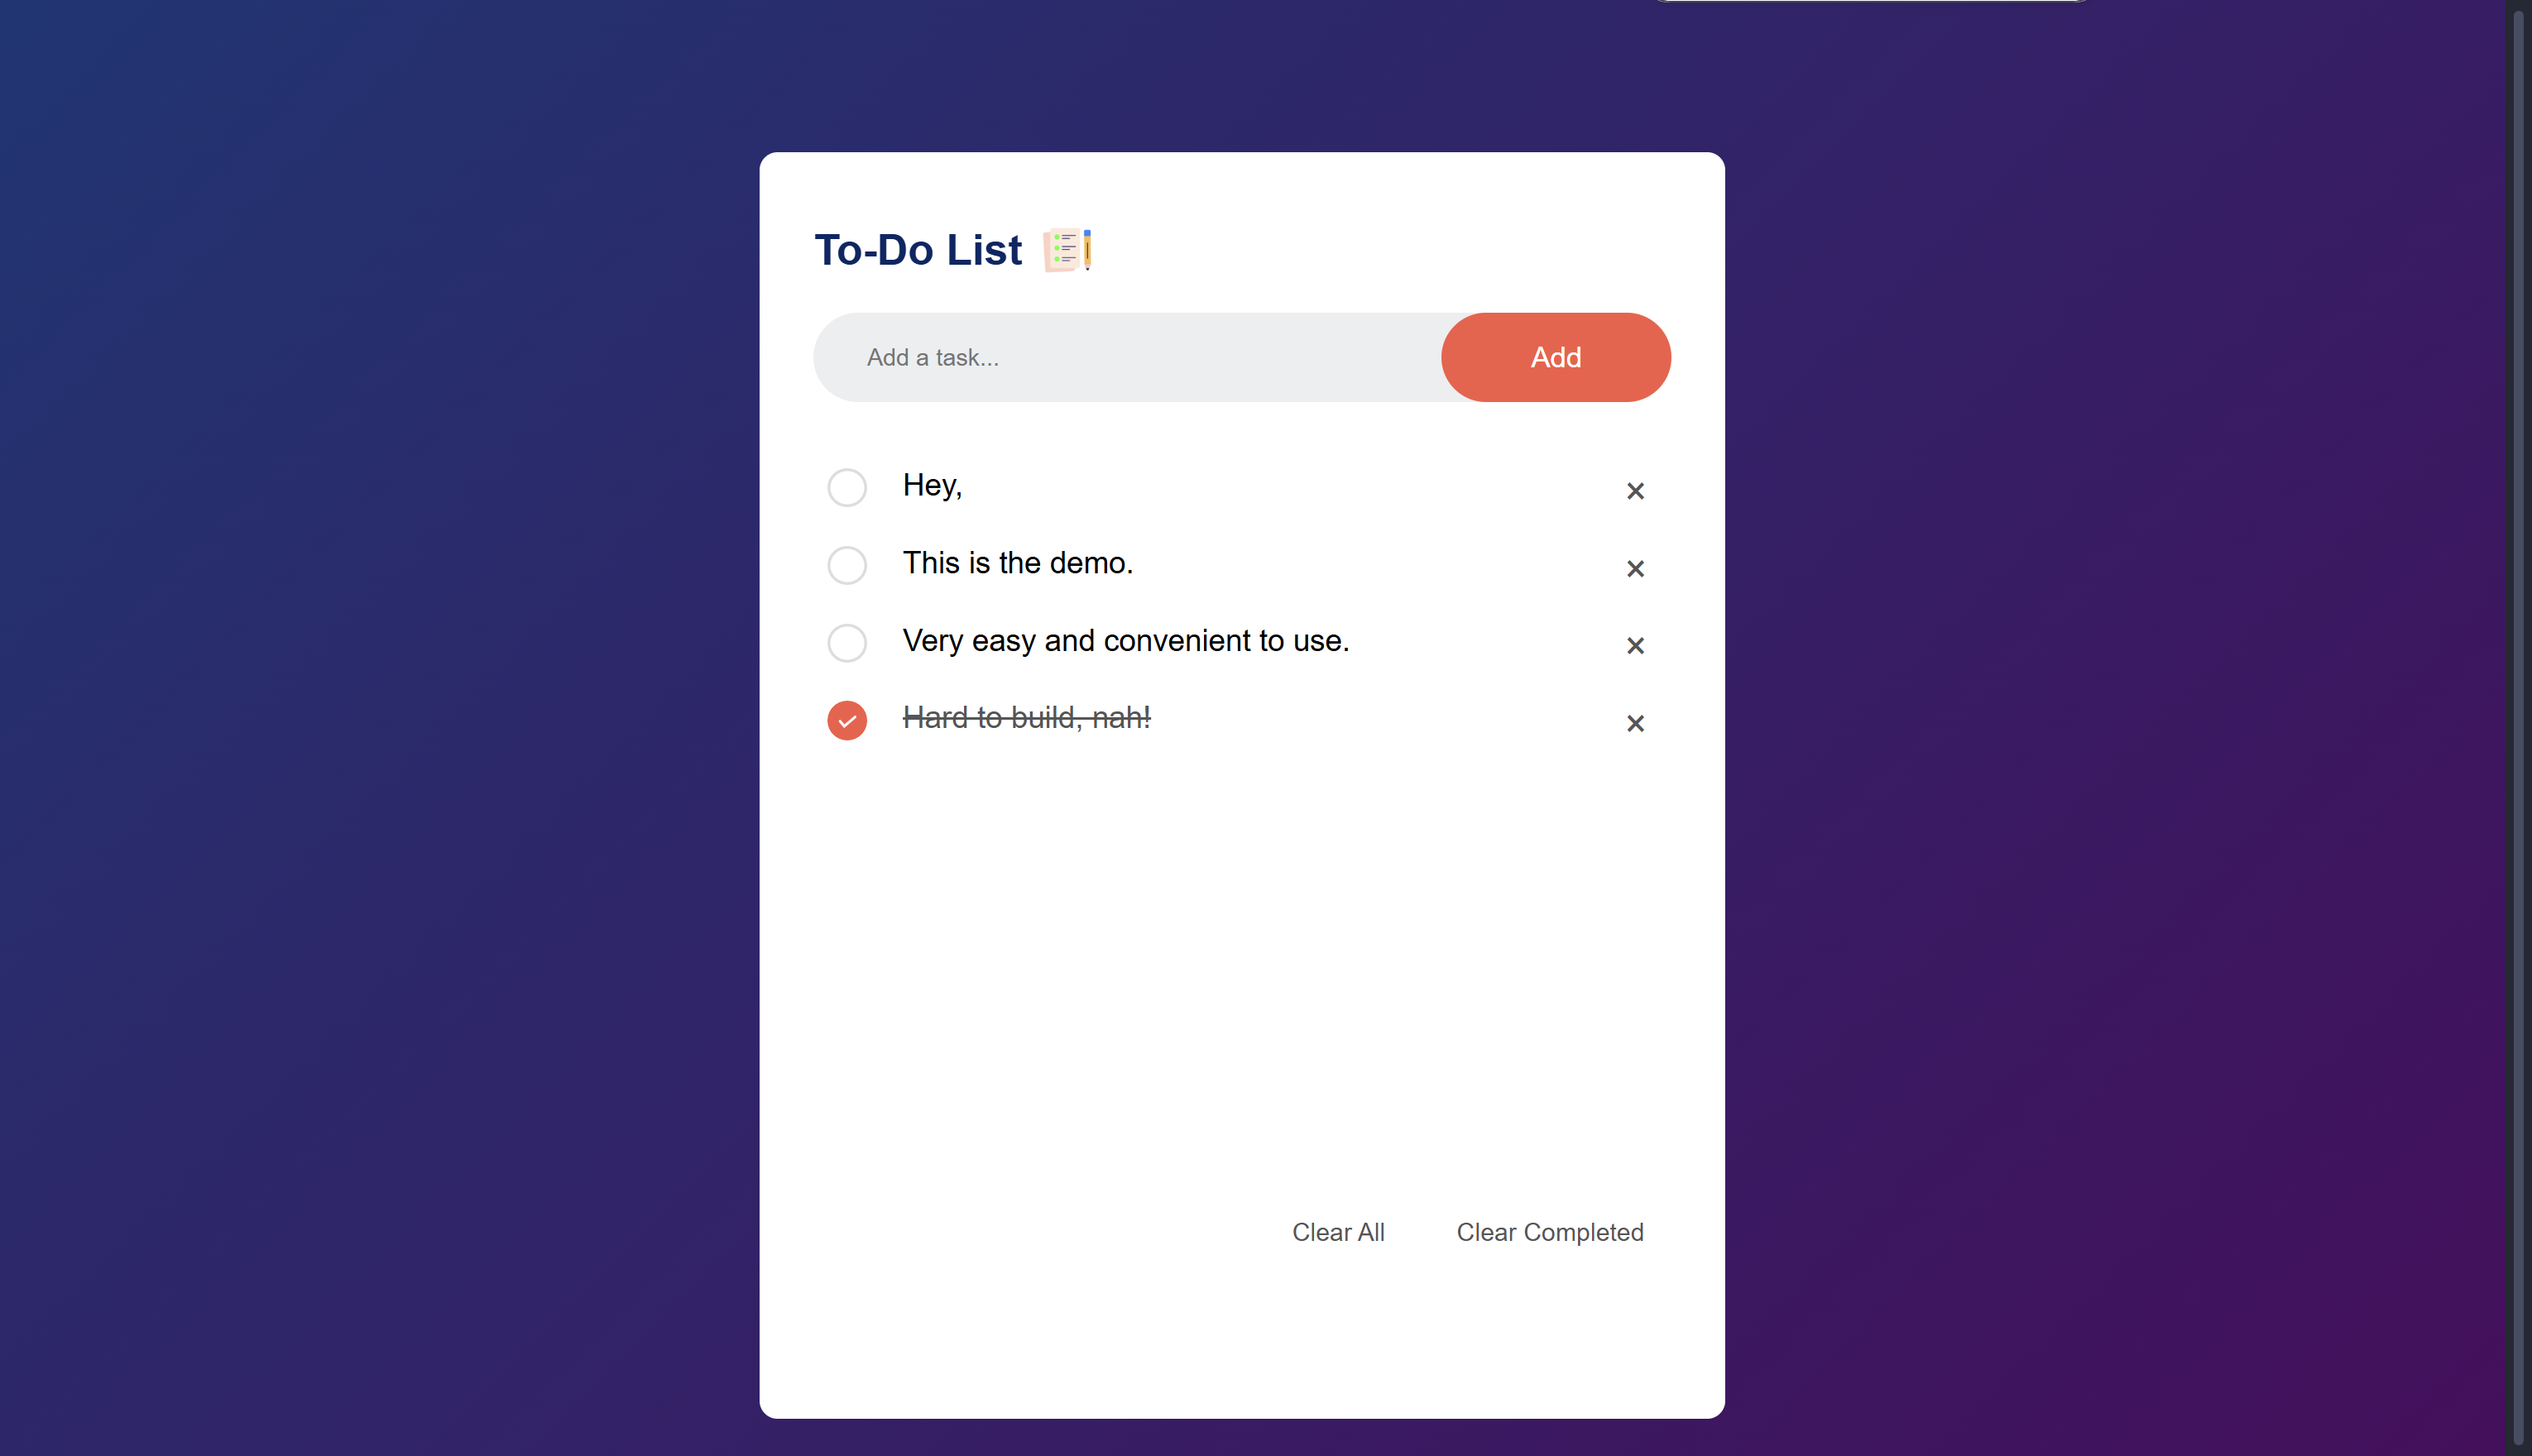 To-Do List
Add a task...
Add
Hey,
This is the demo.
Very easy and convenient to use.
Hard to build, nah!
Clear All
Clear Completed